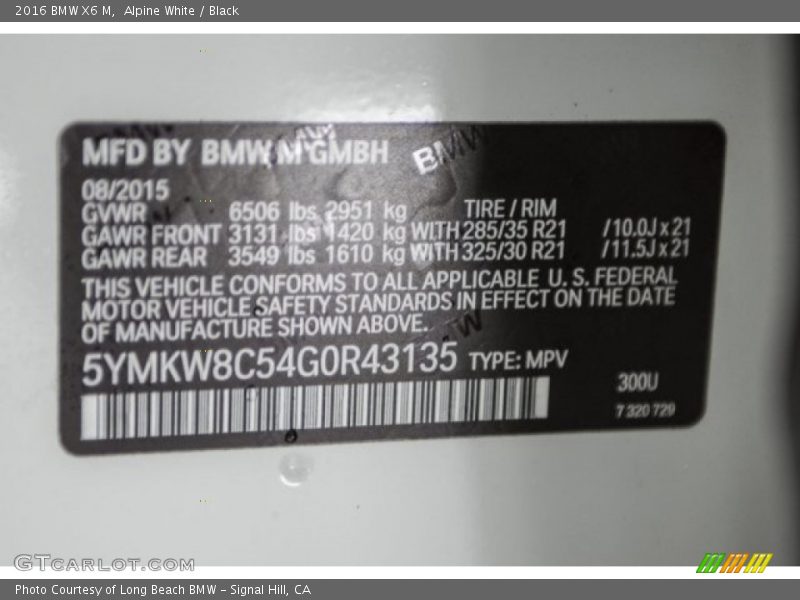 2016 BMW X6 M, Alpine White / Black
MFD BY BMW M GMBH
BMW
08/2015
GVWR 6506 lbs 2951 kg TIRE / RIM
GAWR FRONT 3131 lbs 1420 kg WITH 285/35 R21 /10.0J x 21
GAWR REAR 3549 lbs 1610 kg WITH 325/30 R21 /11.5J x 21
THIS VEHICLE CONFORMS TO ALL APPLICABLE U.S. FEDERAL
MOTOR VEHICLE SAFETY STANDARDS IN EFFECT ON THE DATE
OF MANUFACTURE SHOWN ABOVE.
5YMKW8C54G0R43135 TYPE: MPV
300U
7 320 729
GTCARLOT.COM
Photo Courtesy of Long Beach BMW - Signal Hill, CA